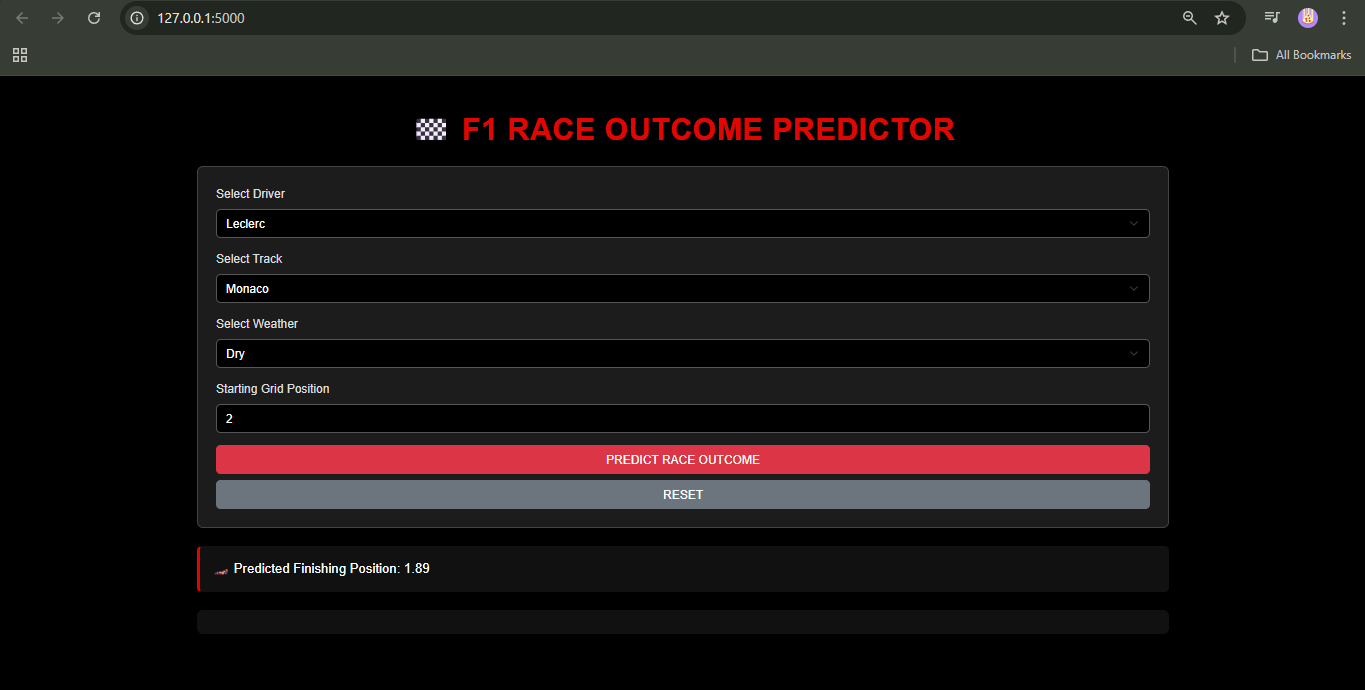 127.0.0.1:5000
All Bookmarks
F1 RACE OUTCOME PREDICTOR
Select Driver
Leclerc
Select Track
Monaco
Select Weather
Dry
Starting Grid Position
2
PREDICT RACE OUTCOME
RESET
Predicted Finishing Position: 1.89